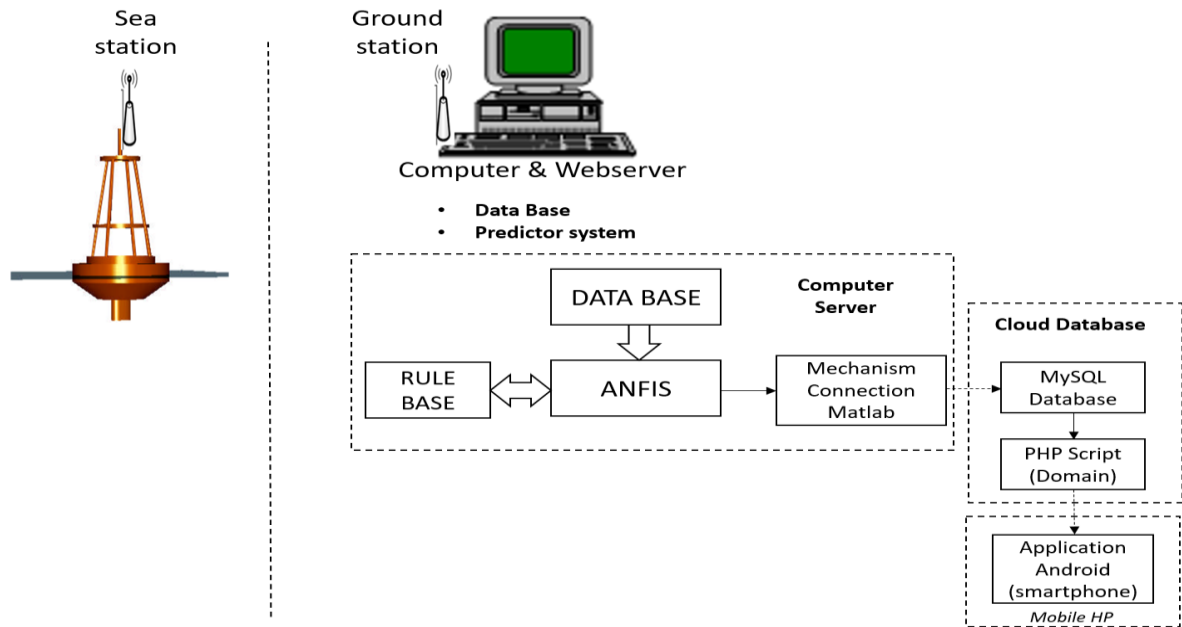 Sea
station
Ground
station
Computer & Webserver
• Data Base
• Predictor system
Computer
Server
DATA BASE
RULE
BASE
ANFIS
Mechanism
Connection
Matlab
Cloud Database
MySQL
Database
PHP Script
(Domain)
Application
Android
(smartphone)
Mobile HP